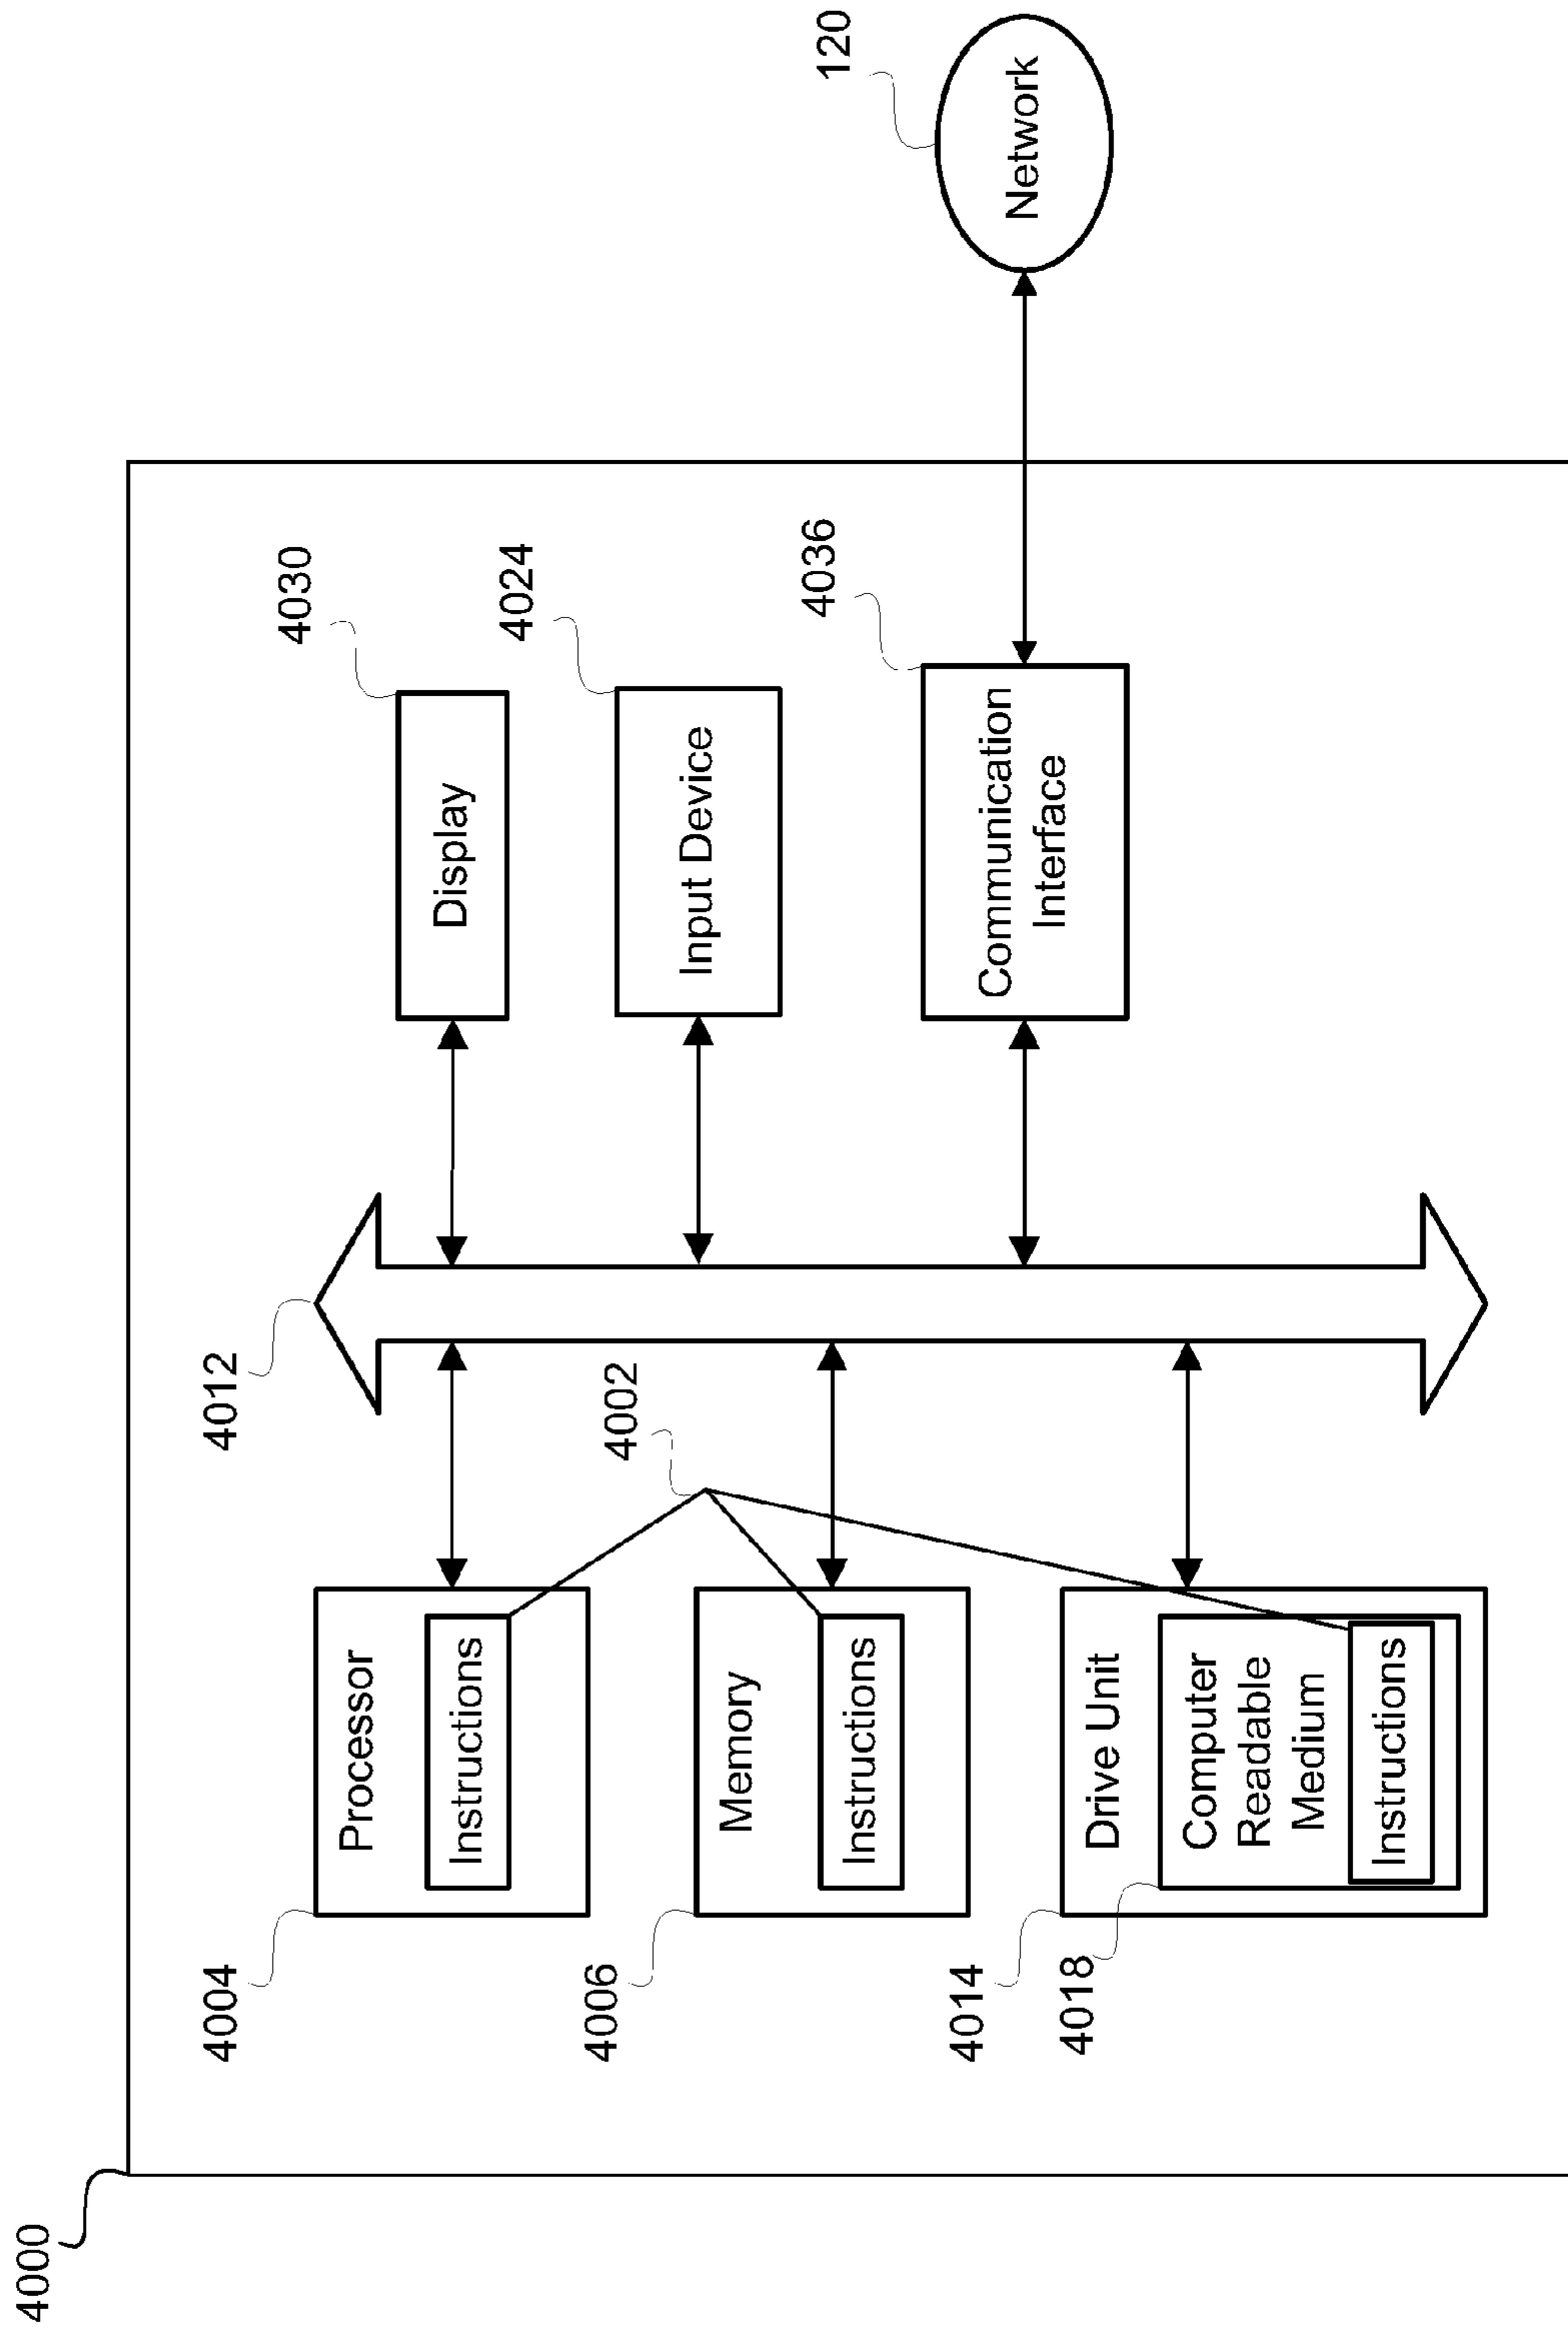 4000
4004
Processor
Instructions
4012
4002
4006
Memory
Instructions
4014
4018
Drive Unit
Computer
Readable
Medium
Instructions
4030
Display
4024
Input Device
4036
Communication
Interface
120
Network